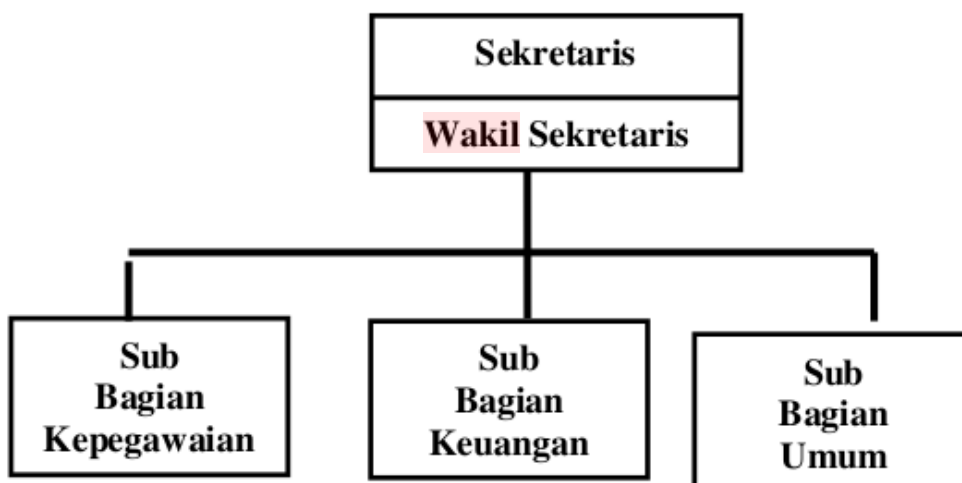 Sekretaris
Wakil Sekretaris
Sub
Bagian
Kepegawaian
Sub
Bagian
Keuangan
Sub
Bagian
Umum